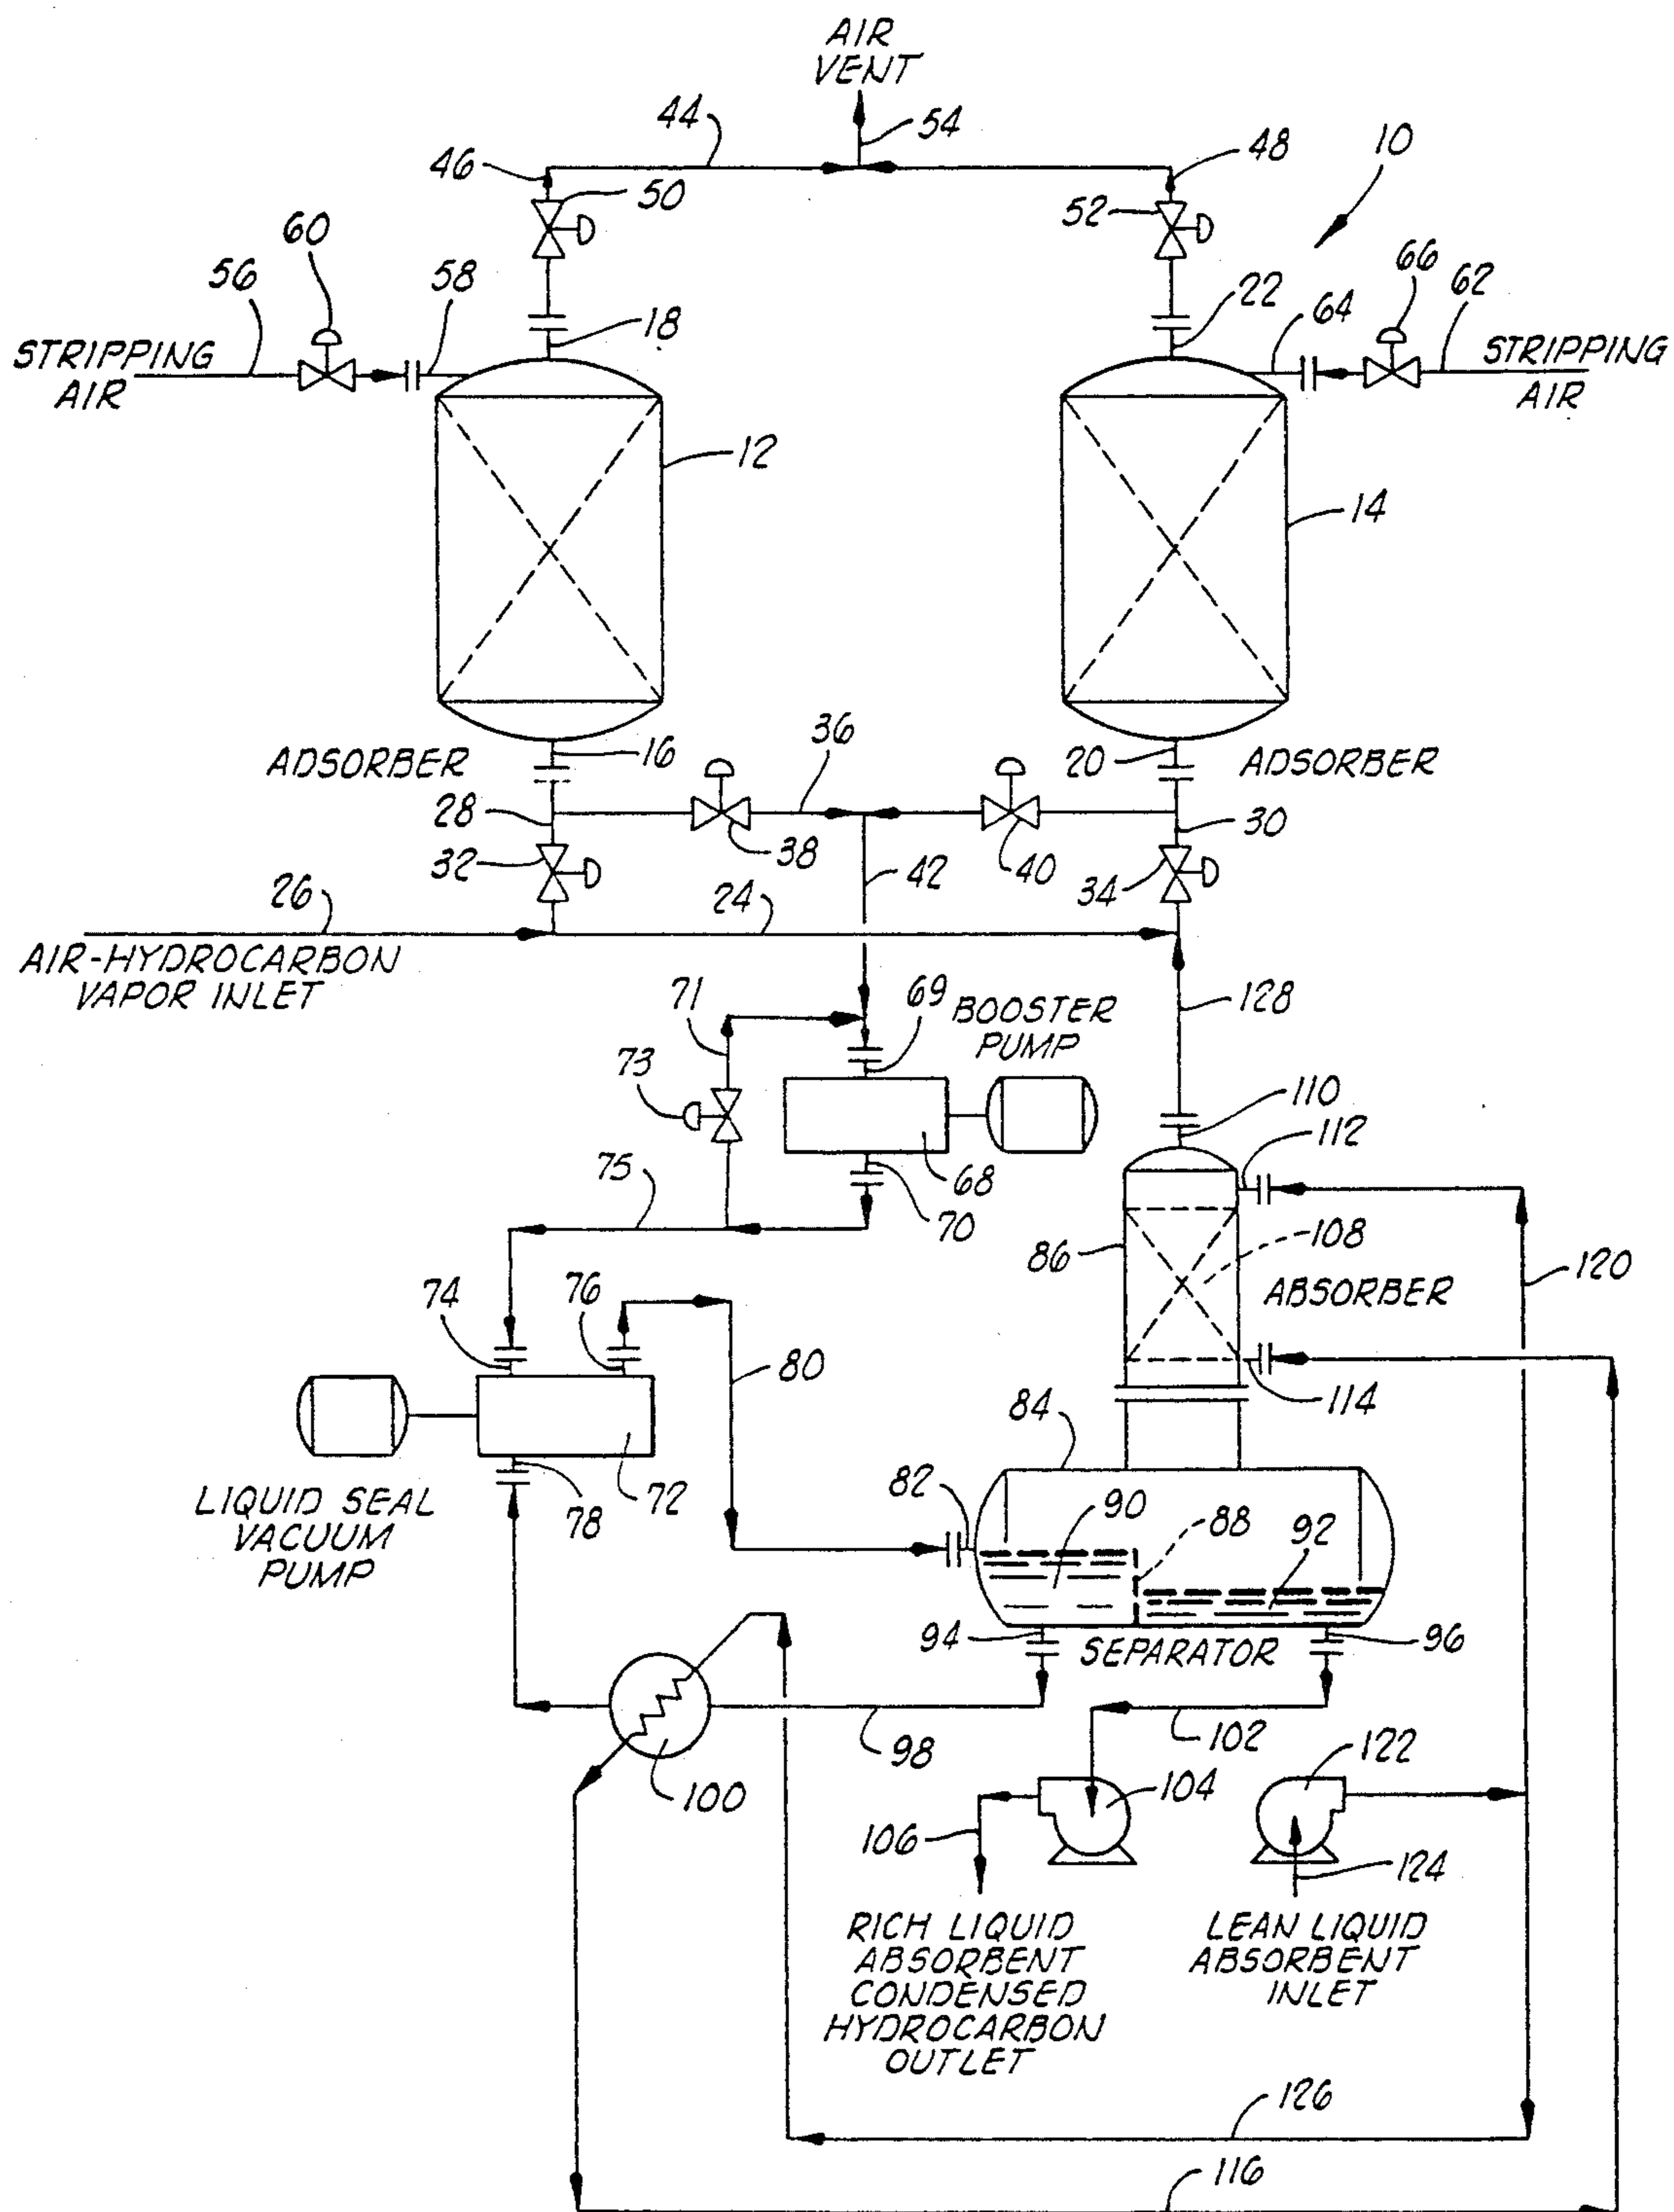 AIR
VENT
44
54
46
48
10
50
52
60
66
56
58
18
22
64
62
STRIPPING
AIR
STRIPPING
AIR
12
14
ADSORBER
16
36
20
ADSORBER
28
30
32
38
42
40
34
26
24
AIR-HYDROCARBON
VAPOR INLET
128
71
69
BOOSTER
PUMP
73
110
112
75
68
70
86
108
120
74
76
ABSORBER
80
114
84
72
78
82
90
88
92
LIQUID SEAL
VACUUM
PUMP
94
SEPARATOR
96
98
102
122
100
104
106
124
RICH LIQUID
ABSORBENT
CONDENSED
HYDROCARBON
OUTLET
LEAN LIQUID
ABSORBENT
INLET
126
116